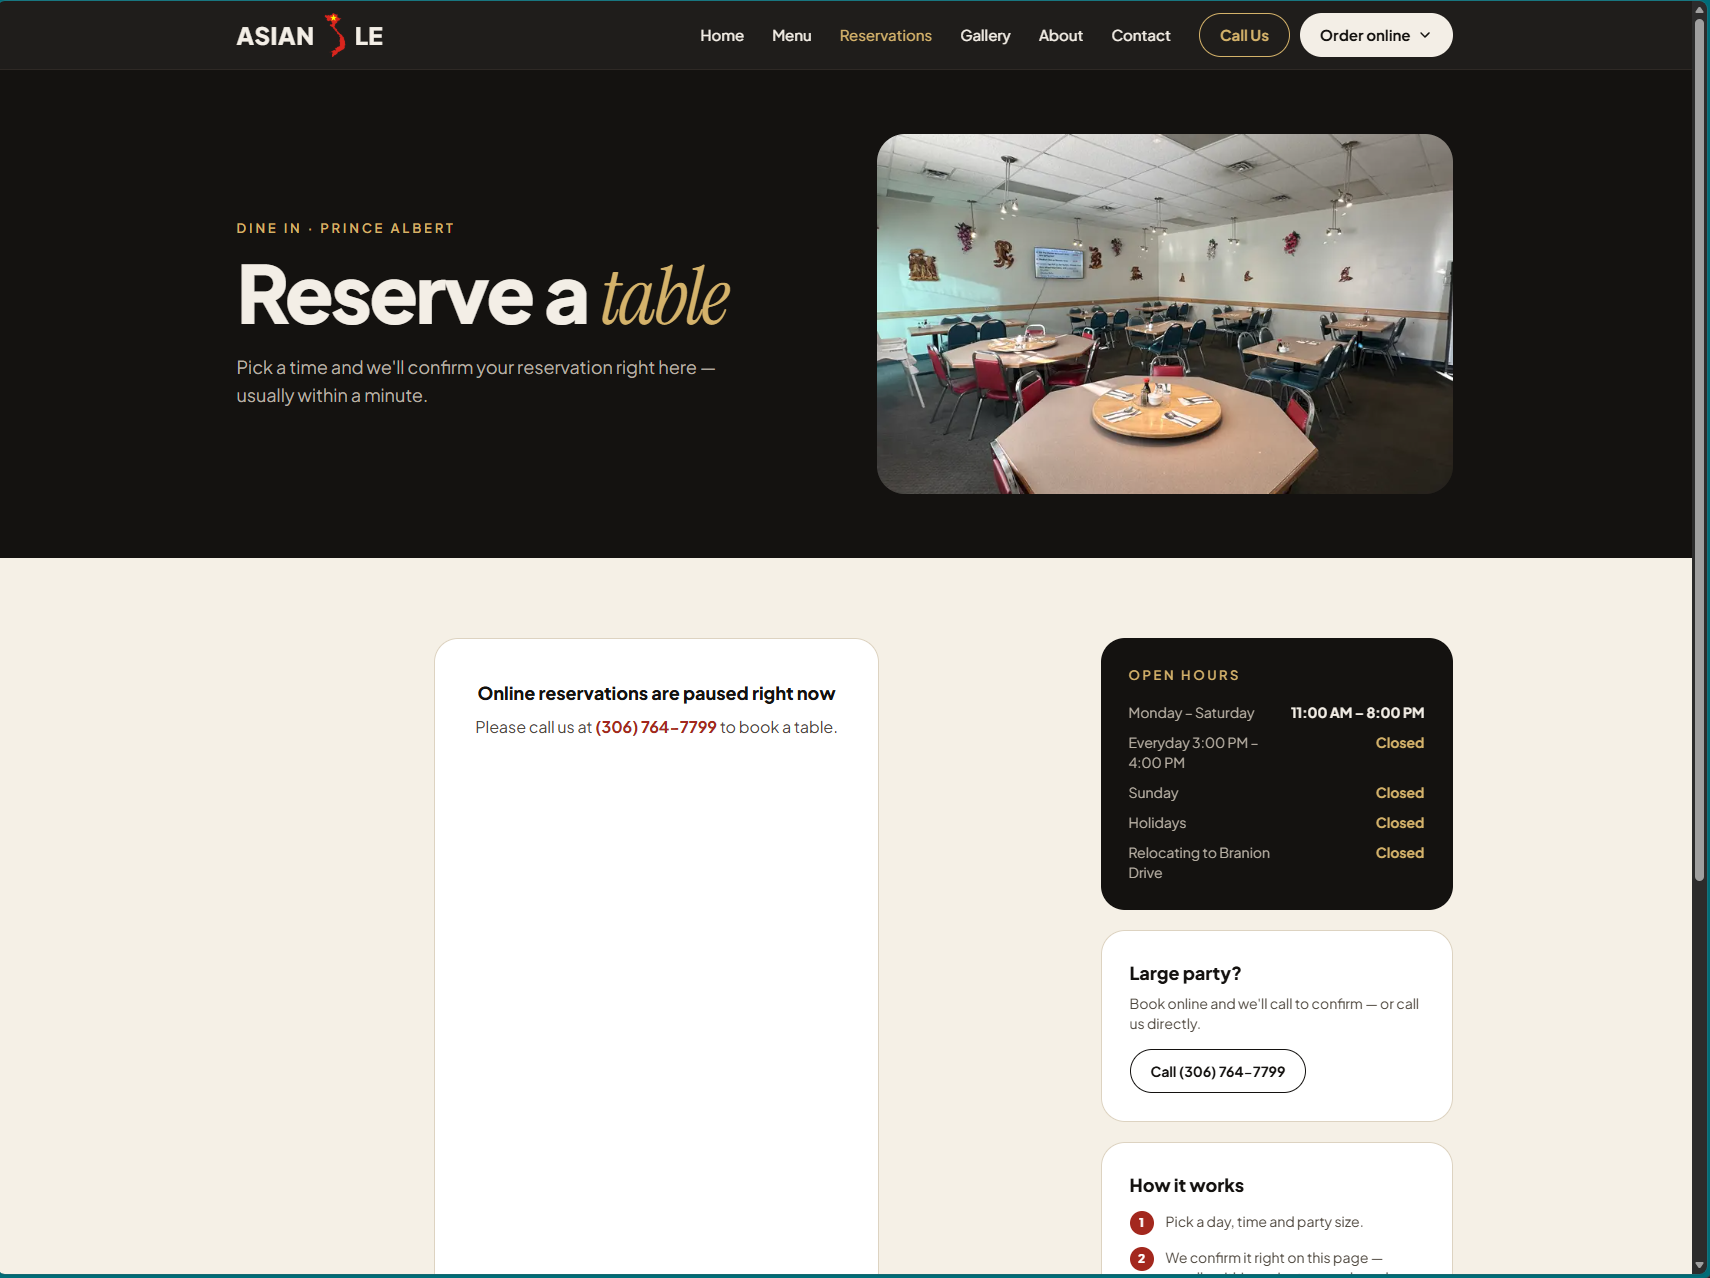 ASIAN LE
Home
Menu
Reservations
Gallery
About
Contact
Call Us
Order online
DINE IN · PRINCE ALBERT
Reserve a table
Pick a time and we'll confirm your reservation right here —
usually within a minute.
Online reservations are paused right now
Please call us at (306) 764-7799 to book a table.
OPEN HOURS
Monday – Saturday 11:00 AM – 8:00 PM
Everyday 3:00 PM – Closed
4:00 PM
Sunday Closed
Holidays Closed
Relocating to Branion Closed
Drive
Large party?
Book online and we'll call to confirm — or call
us directly.
Call (306) 764-7799
How it works
1 Pick a day, time and party size.
2 We confirm it right on this page —